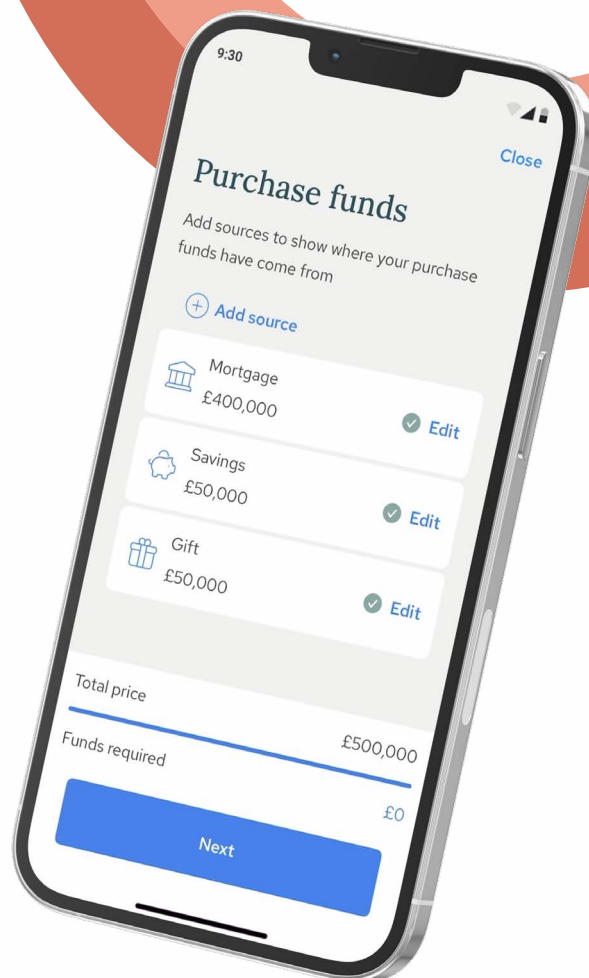 9:30
Close
Purchase funds
Add sources to show where your purchase
funds have come from
Add source
Mortgage
£400,000
Edit
Savings
£50,000
Edit
Gift
£50,000
Edit
Total price
£500,000
Funds required
£0
Next